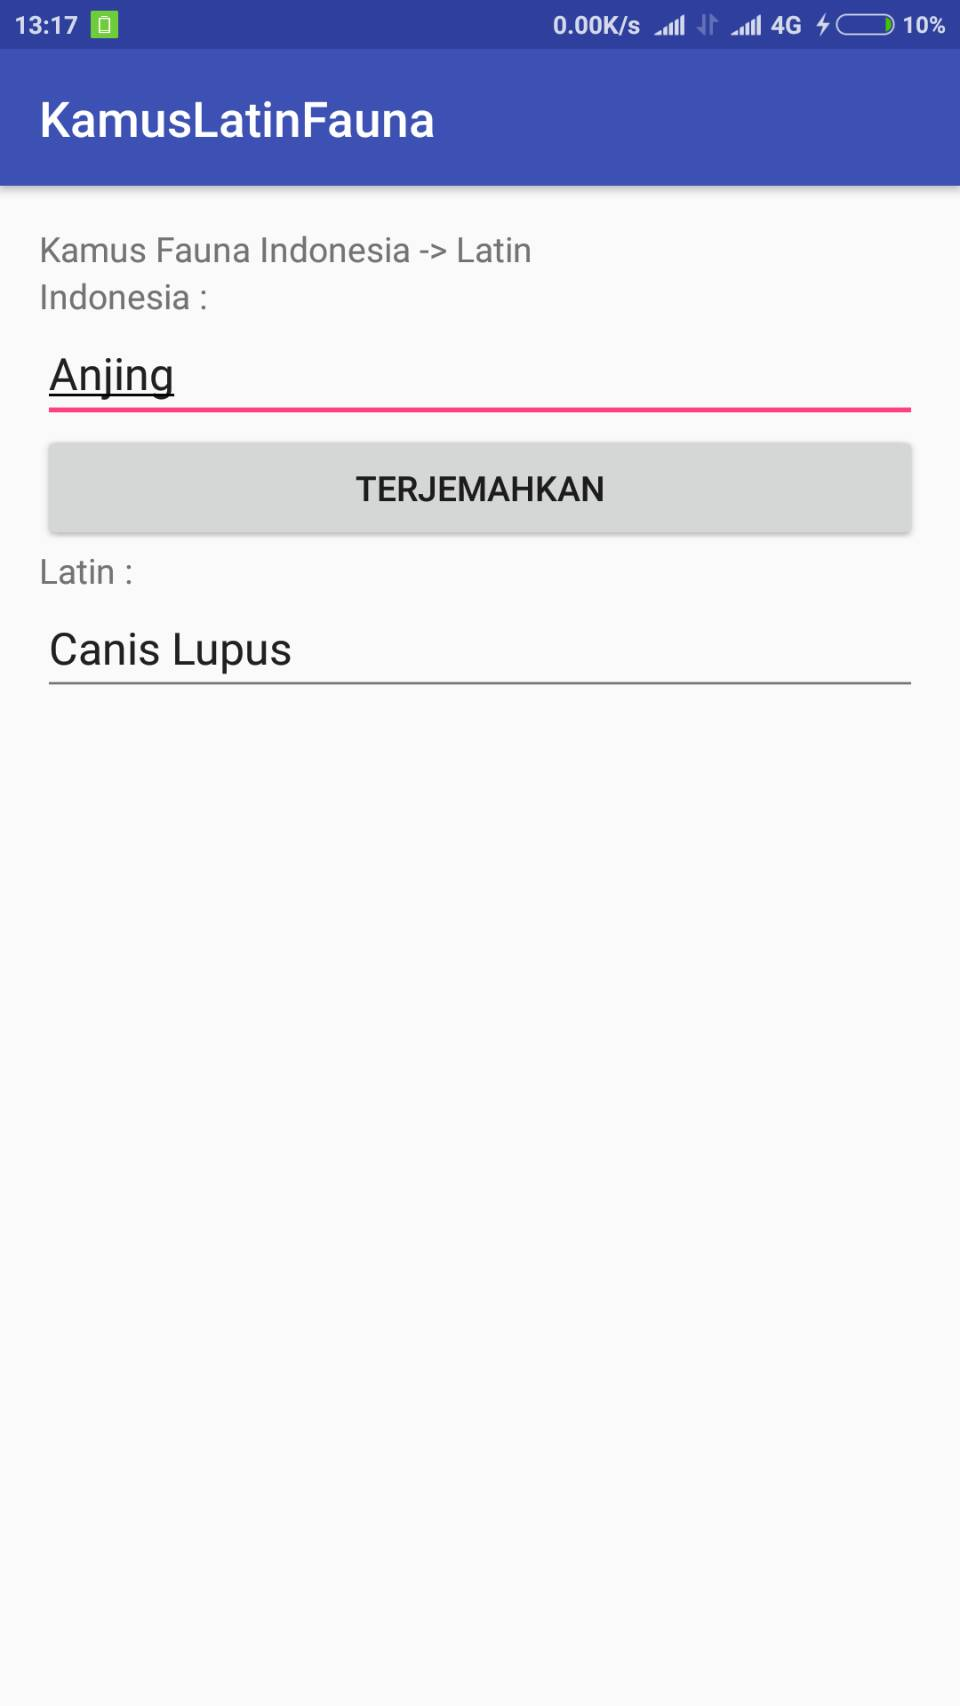 13:17 0.00K/s 4G 10%
KamusLatinFauna
Kamus Fauna Indonesia -> Latin
Indonesia :
Anjing
TERJEMAHKAN
Latin :
Canis Lupus